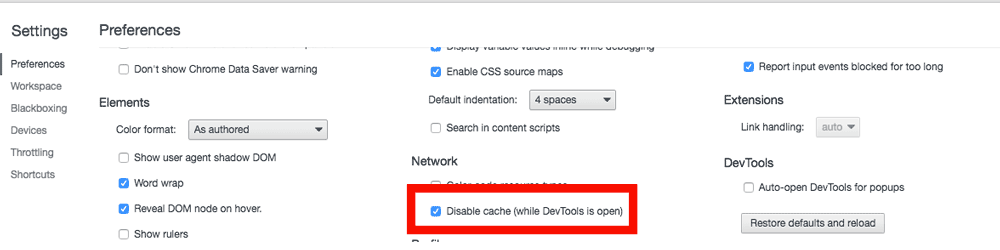 Settings
Preferences
Workspace
Blackboxing
Devices
Throttling
Shortcuts
Preferences
Don't show Chrome Data Saver warning
Elements
Color format: As authored
Show user agent shadow DOM
Word wrap
Reveal DOM node on hover.
Show rulers
Display variable values inline while debugging
Enable CSS source maps
Default indentation: 4 spaces
Search in content scripts
Network
Color-code resource types
Disable cache (while DevTools is open)
Report input events blocked for too long
Extensions
Link handling: auto
DevTools
Auto-open DevTools for popups
Restore defaults and reload